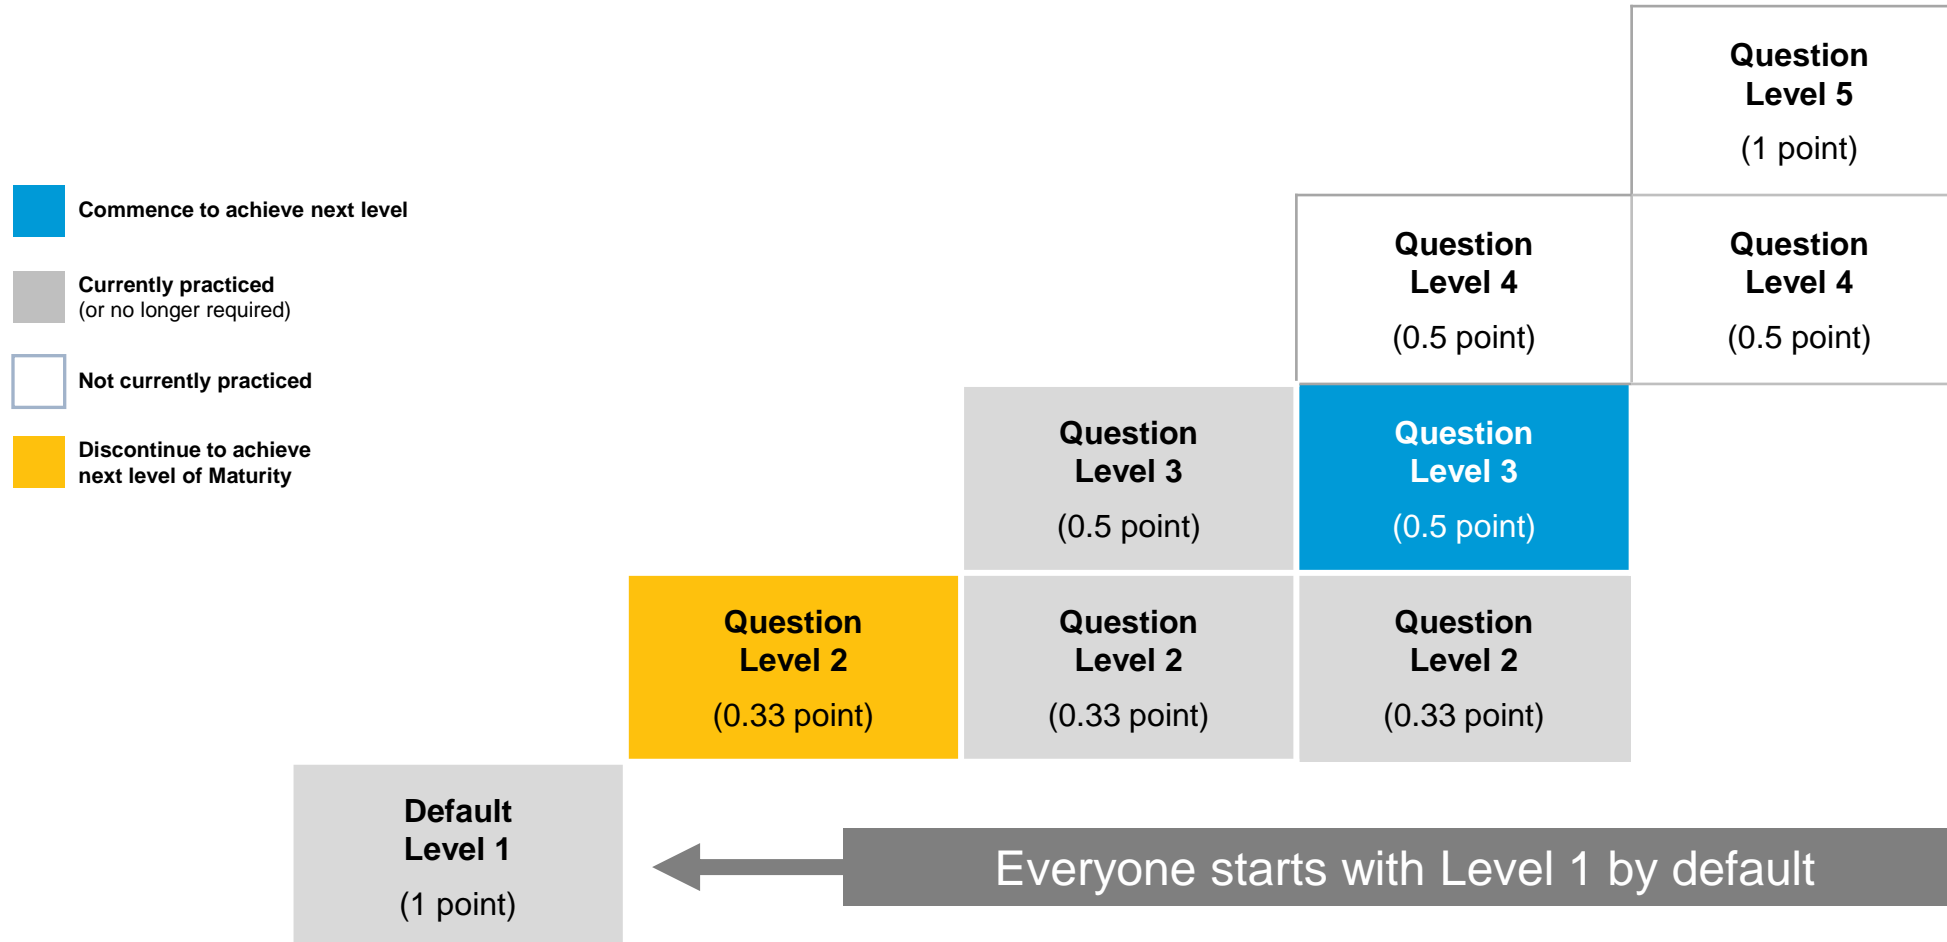 Question
Level 5
(1 point)
Commence to achieve next level
Currently practiced
(or no longer required)
Not currently practiced
Discontinue to achieve
next level of Maturity
Question
Level 4
(0.5 point)
Question
Level 4
(0.5 point)
Question
Level 3
(0.5 point)
Question
Level 3
(0.5 point)
Question
Level 2
(0.33 point)
Question
Level 2
(0.33 point)
Question
Level 2
(0.33 point)
Default
Level 1
(1 point)
Everyone starts with Level 1 by default